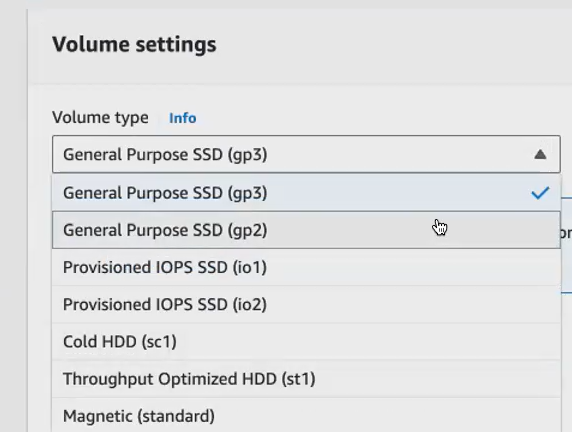 Volume settings
Volume type Info
General Purpose SSD (gp3)
General Purpose SSD (gp3)
General Purpose SSD (gp2)
Provisioned IOPS SSD (io1)
Provisioned IOPS SSD (io2)
Cold HDD (sc1)
Throughput Optimized HDD (st1)
Magnetic (standard)